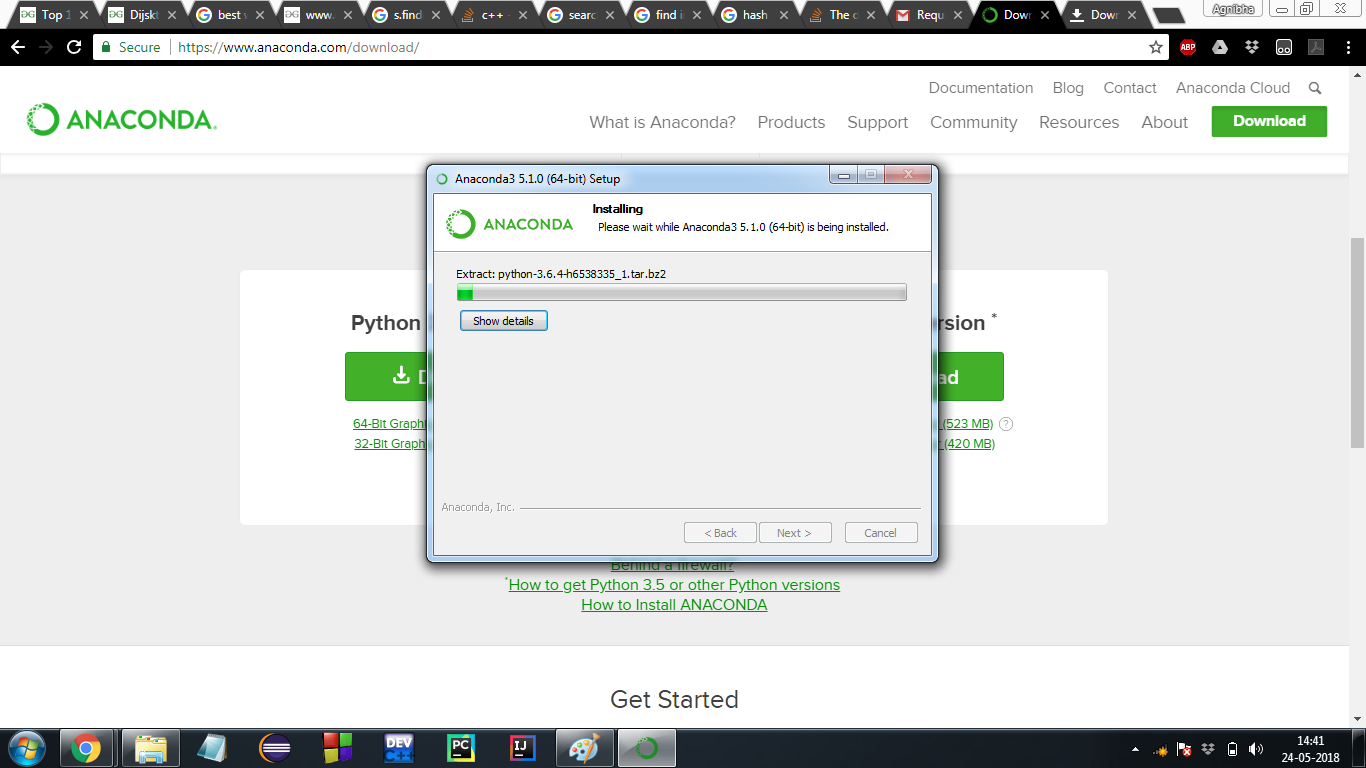 Top 1
Dijskt
best
www.
s.find
c++
searc
find i
hash
The c
Requ
Dow
Dow
Agnibha
Secure
https://www.anaconda.com/download/
ABP
Documentation
Blog
Contact
Anaconda Cloud
ANACONDA
What is Anaconda?
Products
Support
Community
Resources
About
Download
Anaconda3 5.1.0 (64-bit) Setup
ANACONDA
Installing
Please wait while Anaconda3 5.1.0 (64-bit) is being installed.
Extract: python-3.6.4-h6538335_1.tar.bz2
Show details
Python
rsion *
ad
64-Bit Graph
(523 MB) ?
32-Bit Graph
(420 MB)
Anaconda, Inc.
< Back
Next >
Cancel
Behind a firewall?
*How to get Python 3.5 or other Python versions
How to Install ANACONDA
Get Started
DEV
C++
PC
IJ
14:41
24-05-2018